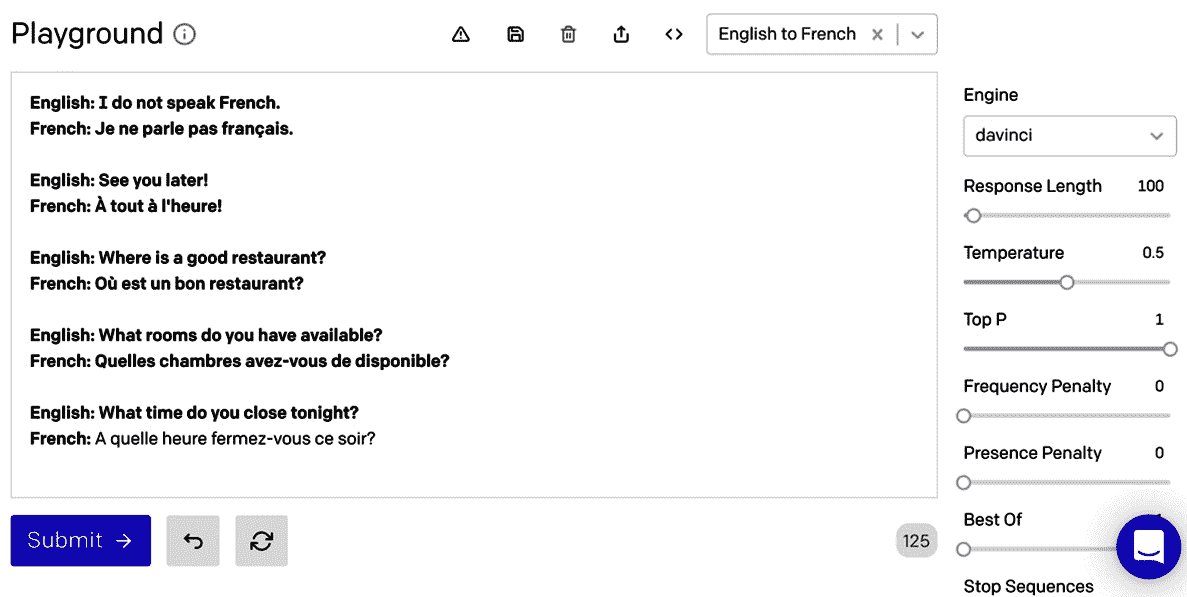 Playground
English to French
English: I do not speak French.
French: Je ne parle pas français.
English: See you later!
French: À tout à l'heure!
English: Where is a good restaurant?
French: Où est un bon restaurant?
English: What rooms do you have available?
French: Quelles chambres avez-vous de disponible?
English: What time do you close tonight?
French: A quelle heure fermez-vous ce soir?
Submit
125
Engine
davinci
Response Length 100
Temperature 0.5
Top P 1
Frequency Penalty 0
Presence Penalty 0
Best Of
Stop Sequences